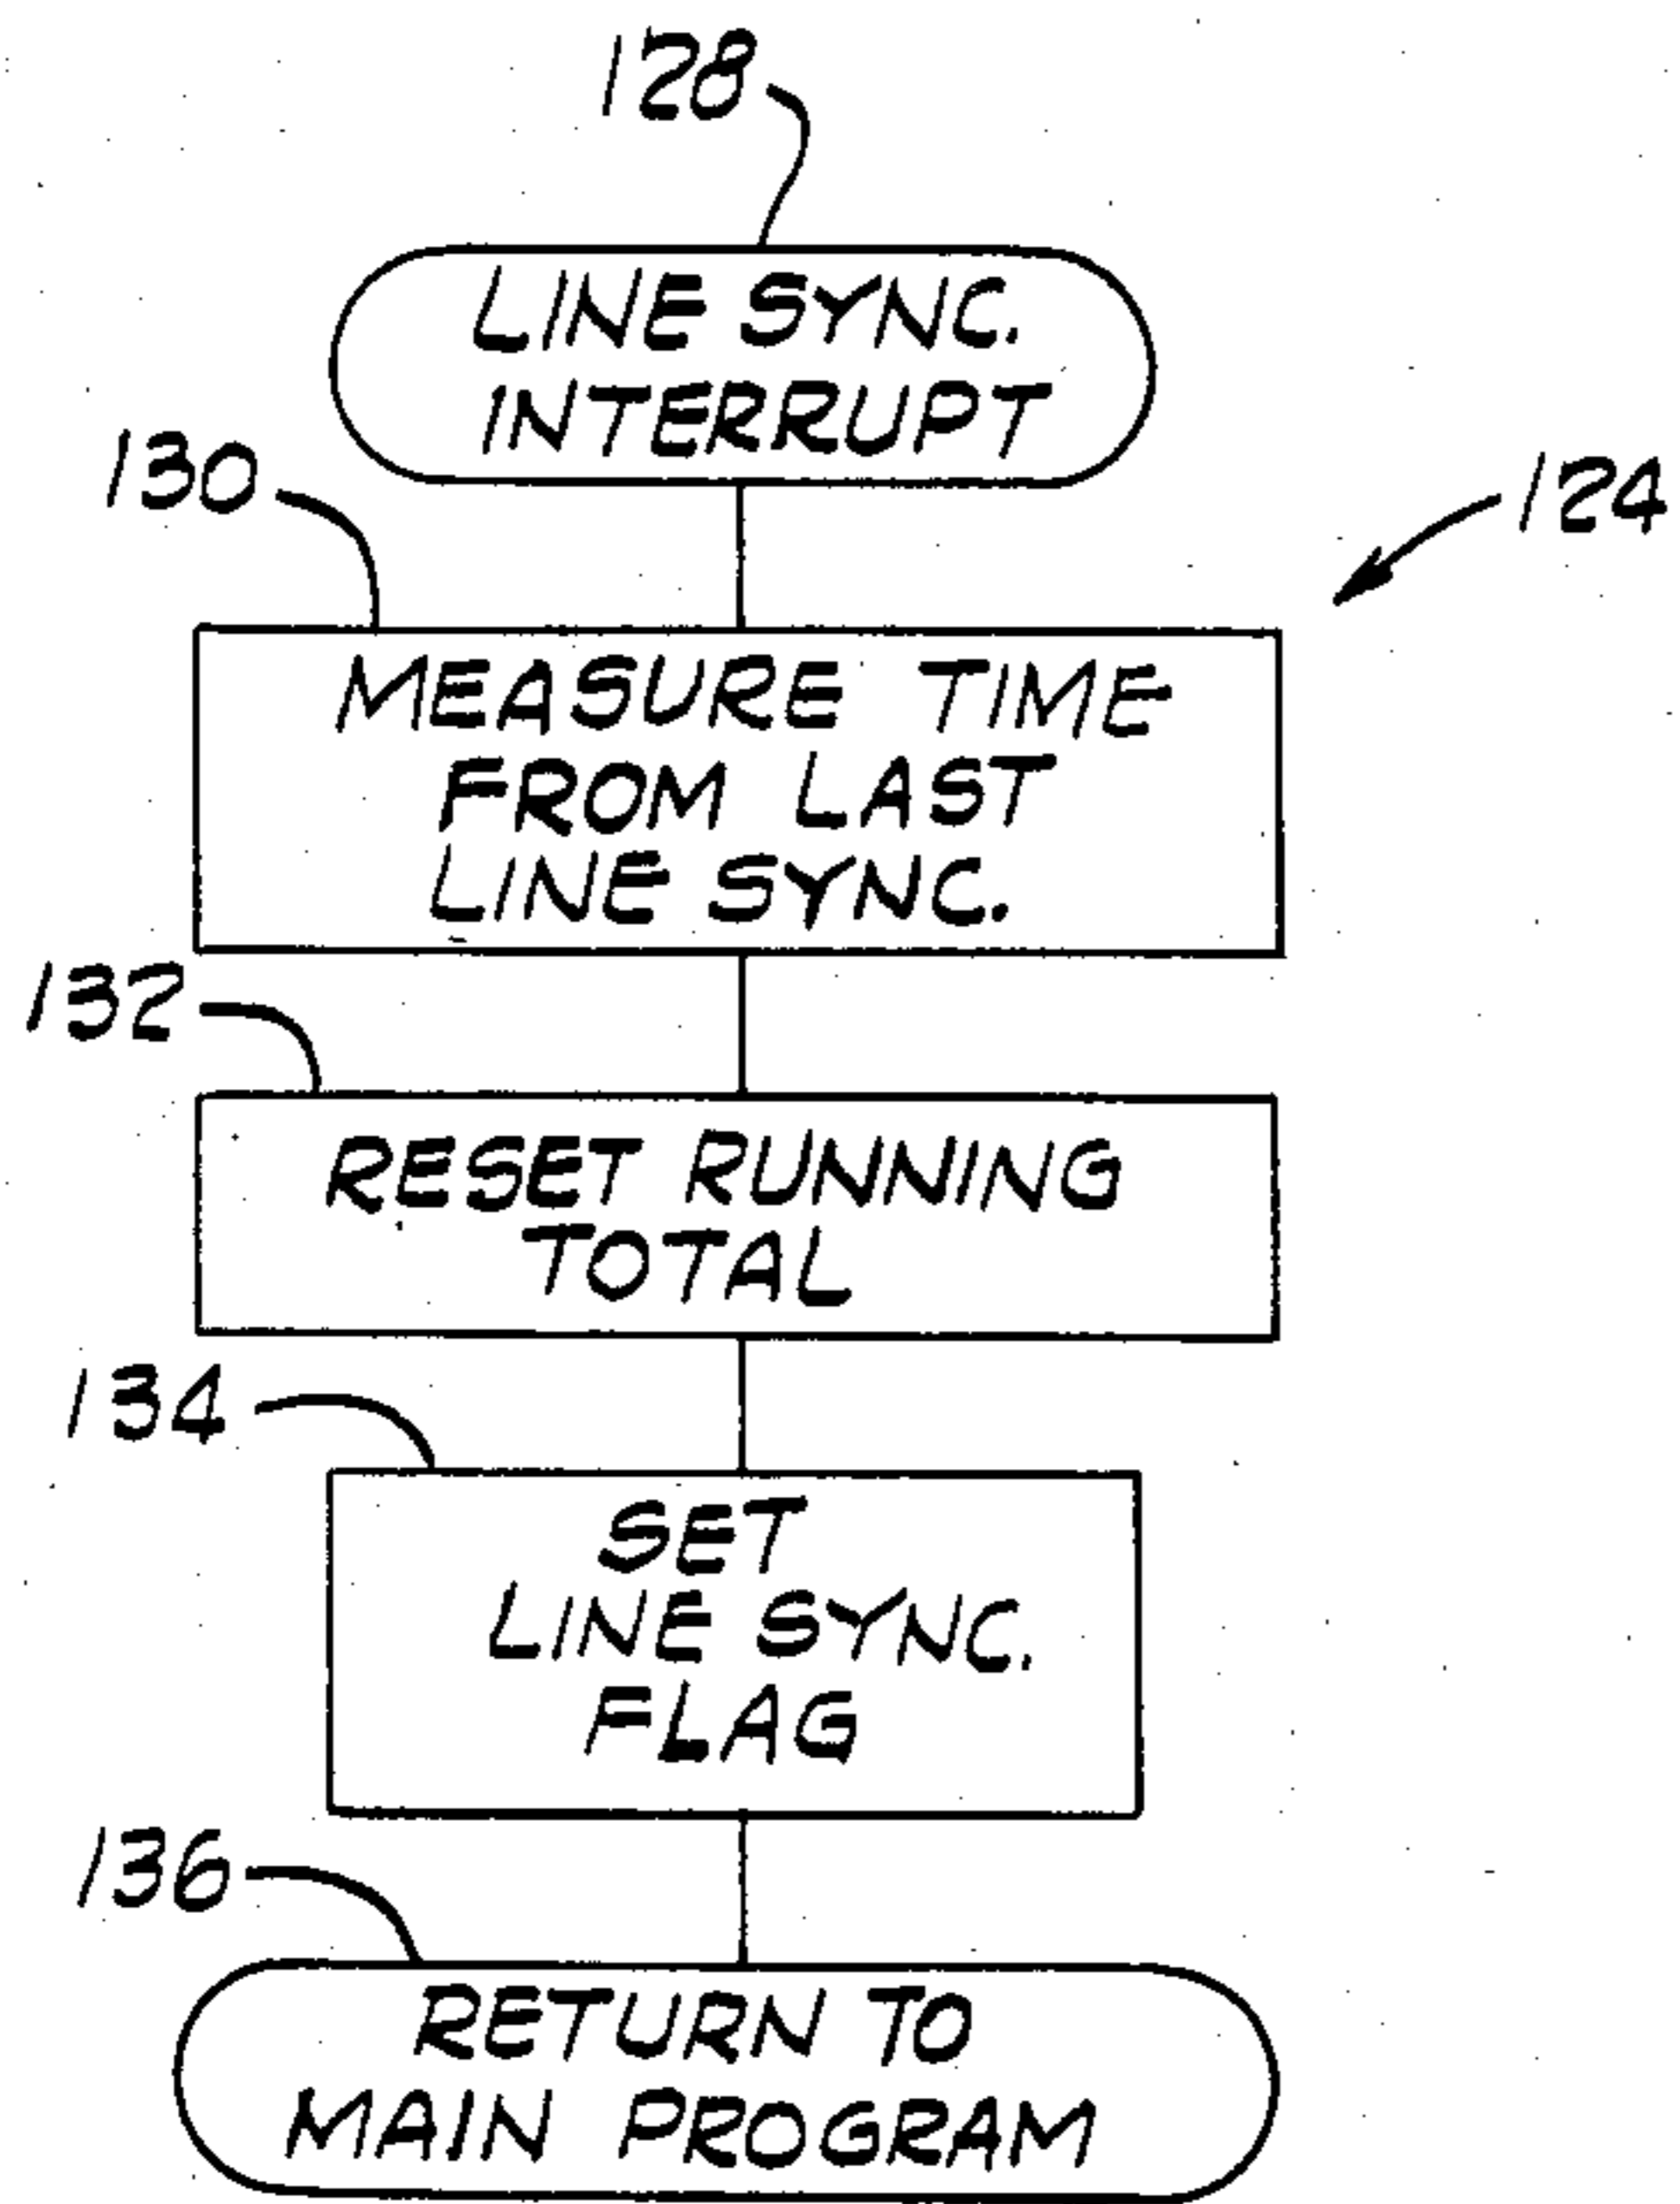 128
LINE SYNC.
INTERRUPT
130
124
MEASURE TIME
FROM LAST
LINE SYNC.
132
RESET RUNNING
TOTAL
134
SET
LINE SYNC.
FLAG
136
RETURN TO
MAIN PROGRAM